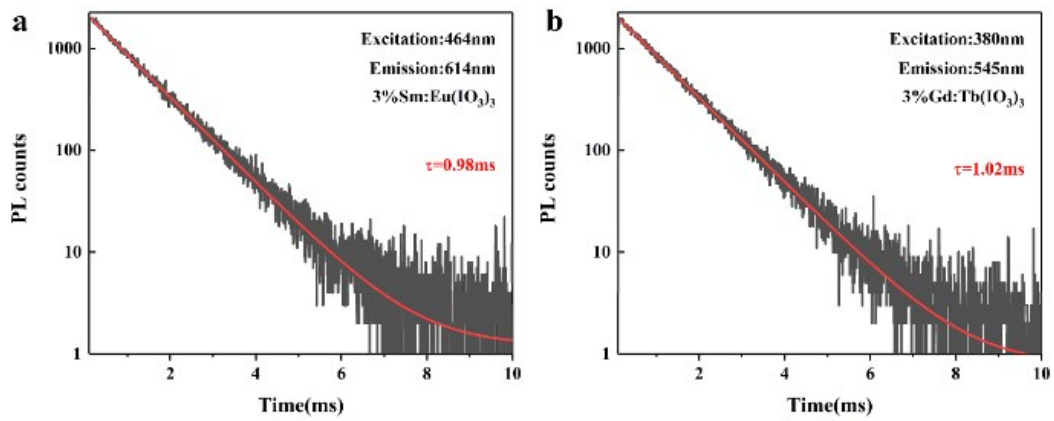 a
Excitation:464nm
Emission:614nm
3%Sm:Eu(IO₃)₃
τ=0.98ms
PL counts
1000
100
10
1
2 4 6 8 10
Time(ms)
b
Excitation:380nm
Emission:545nm
3%Gd:Tb(IO₃)₃
τ=1.02ms
PL counts
1000
100
10
1
2 4 6 8 10
Time(ms)